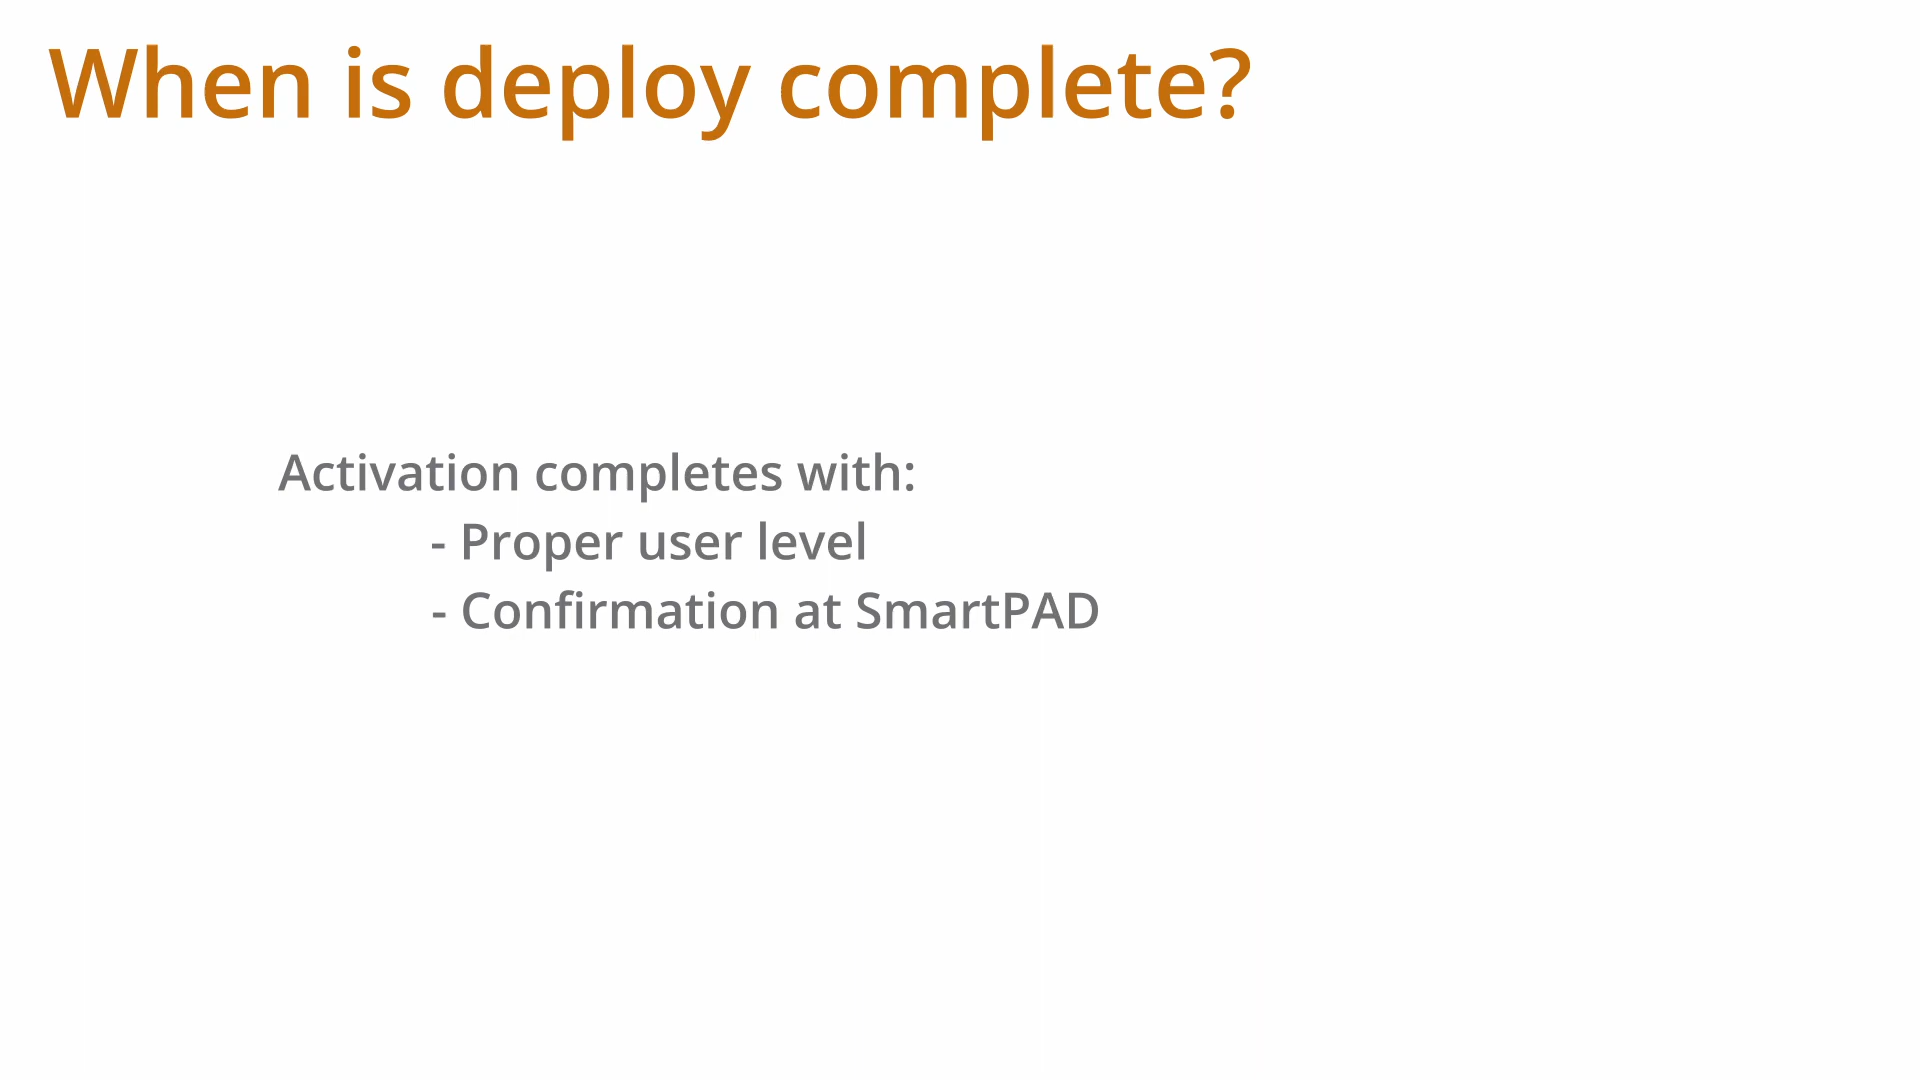 When is deploy complete?
Activation completes with:
- Proper user level
- Confirmation at SmartPAD